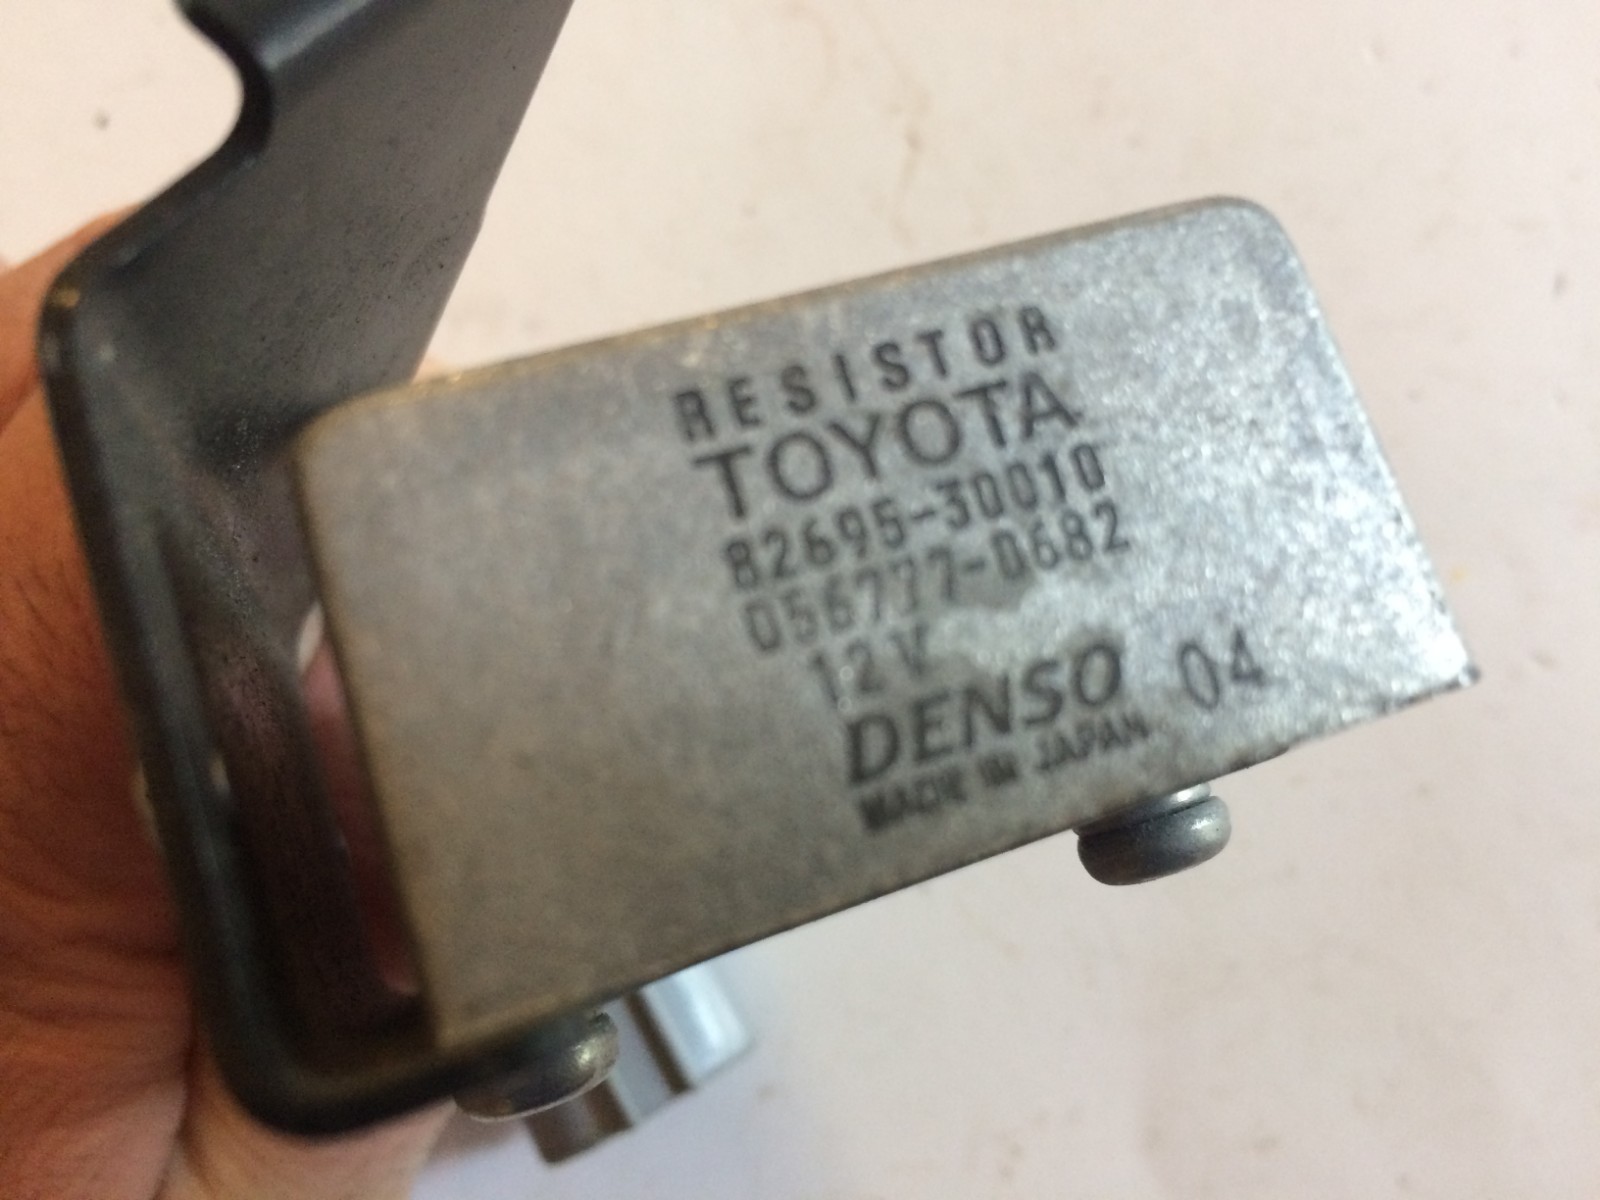 RESISTOR
TOYOTA
82695-30010
056777-0682
12V
DENSO 04
MADE IN JAPAN